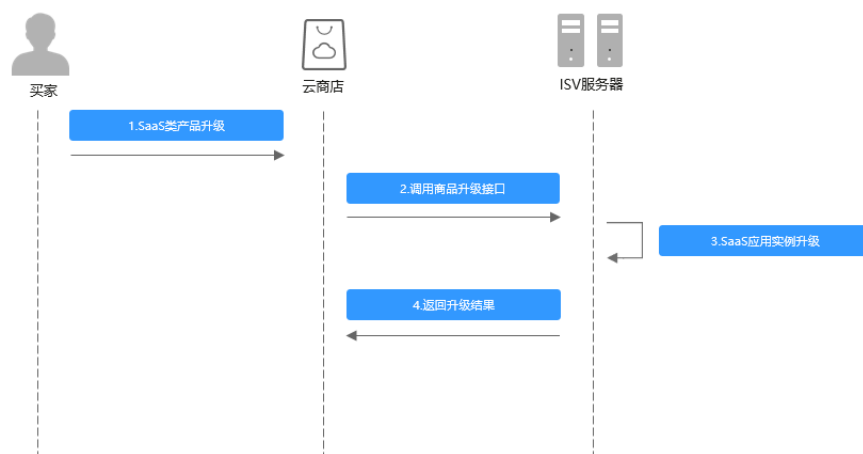 买家
云商店
ISV服务器
1.SaaS类产品升级
2.调用商品升级接口
3.SaaS应用实例升级
4.返回升级结果